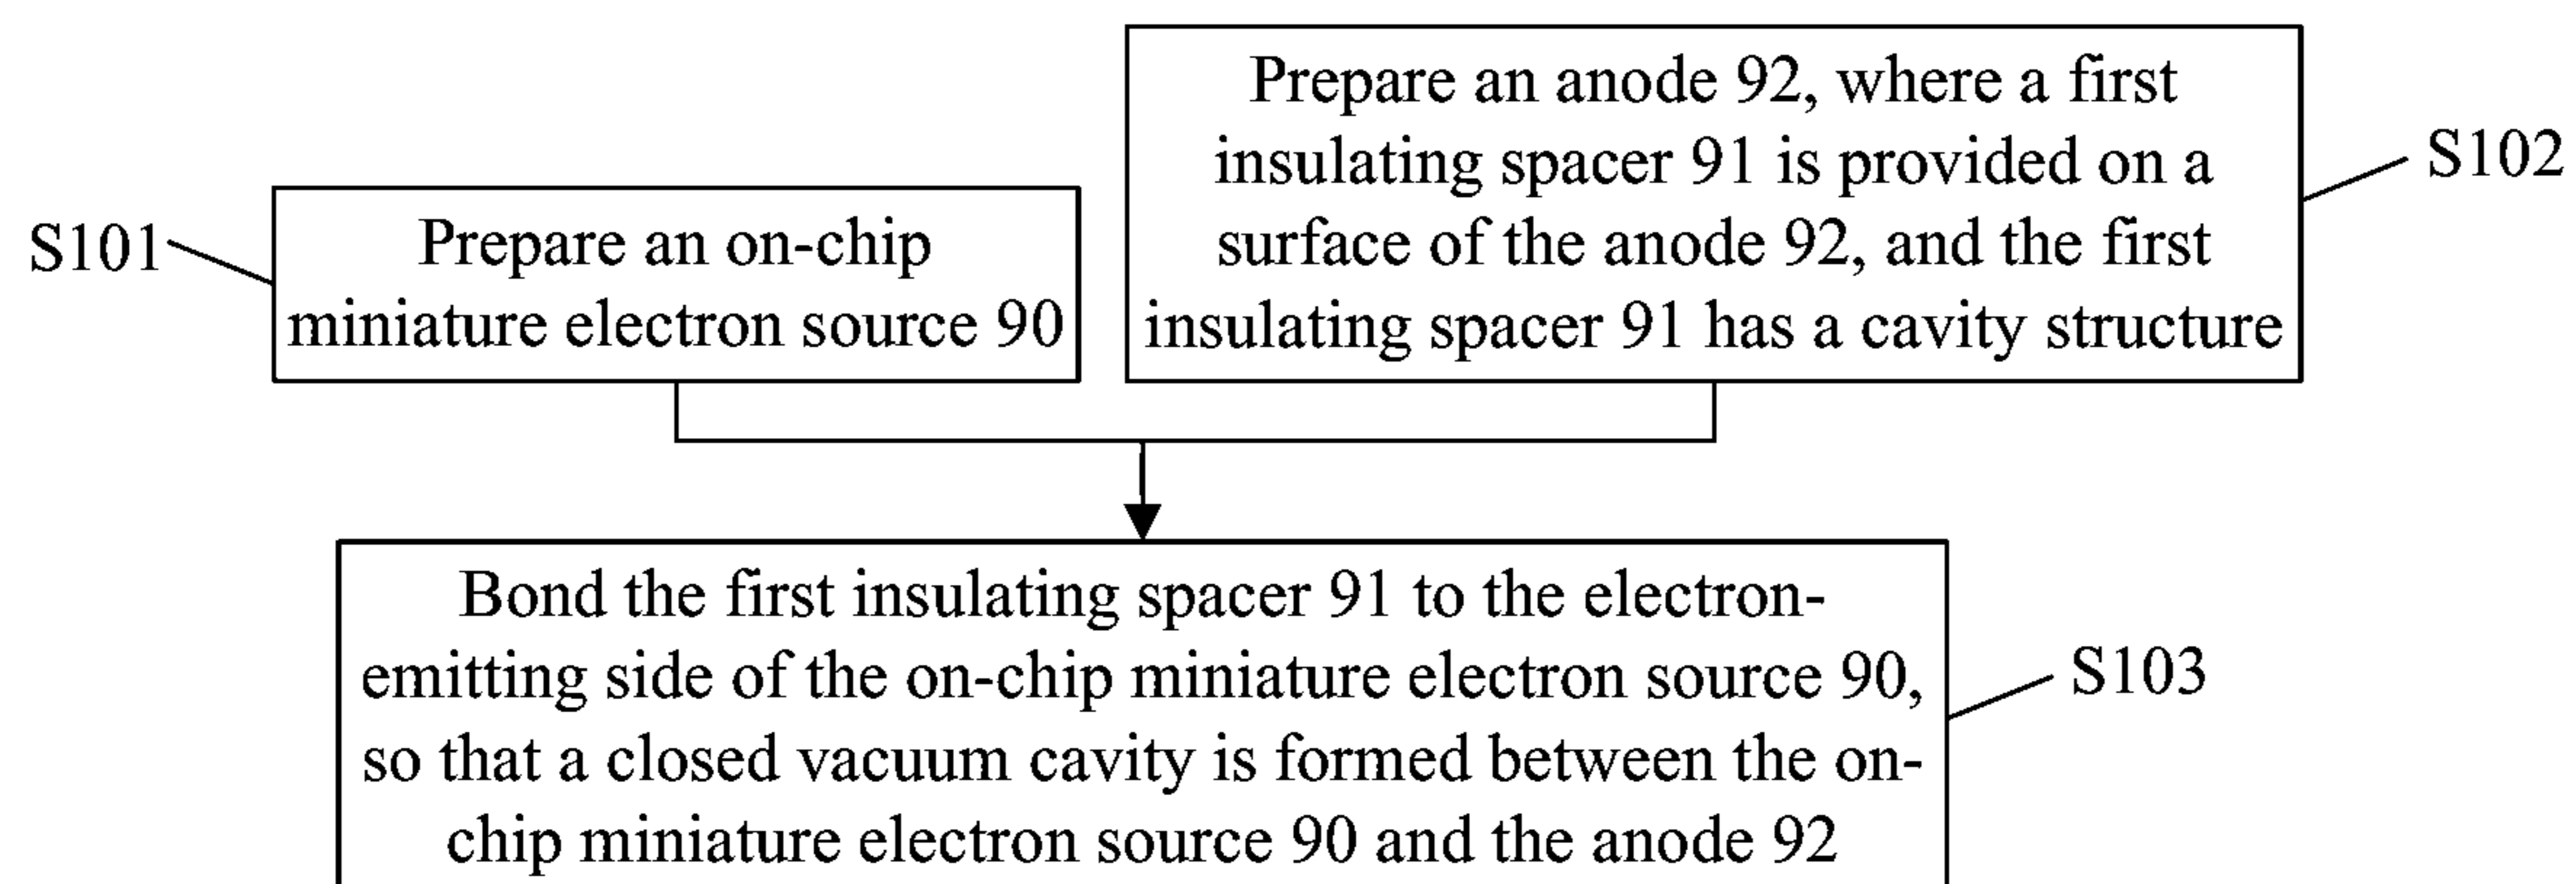 S101
Prepare an on-chip
miniature electron source 90
Prepare an anode 92, where a first
insulating spacer 91 is provided on a
surface of the anode 92, and the first
insulating spacer 91 has a cavity structure
S102
Bond the first insulating spacer 91 to the electron-
emitting side of the on-chip miniature electron source 90,
so that a closed vacuum cavity is formed between the on-
chip miniature electron source 90 and the anode 92
S103